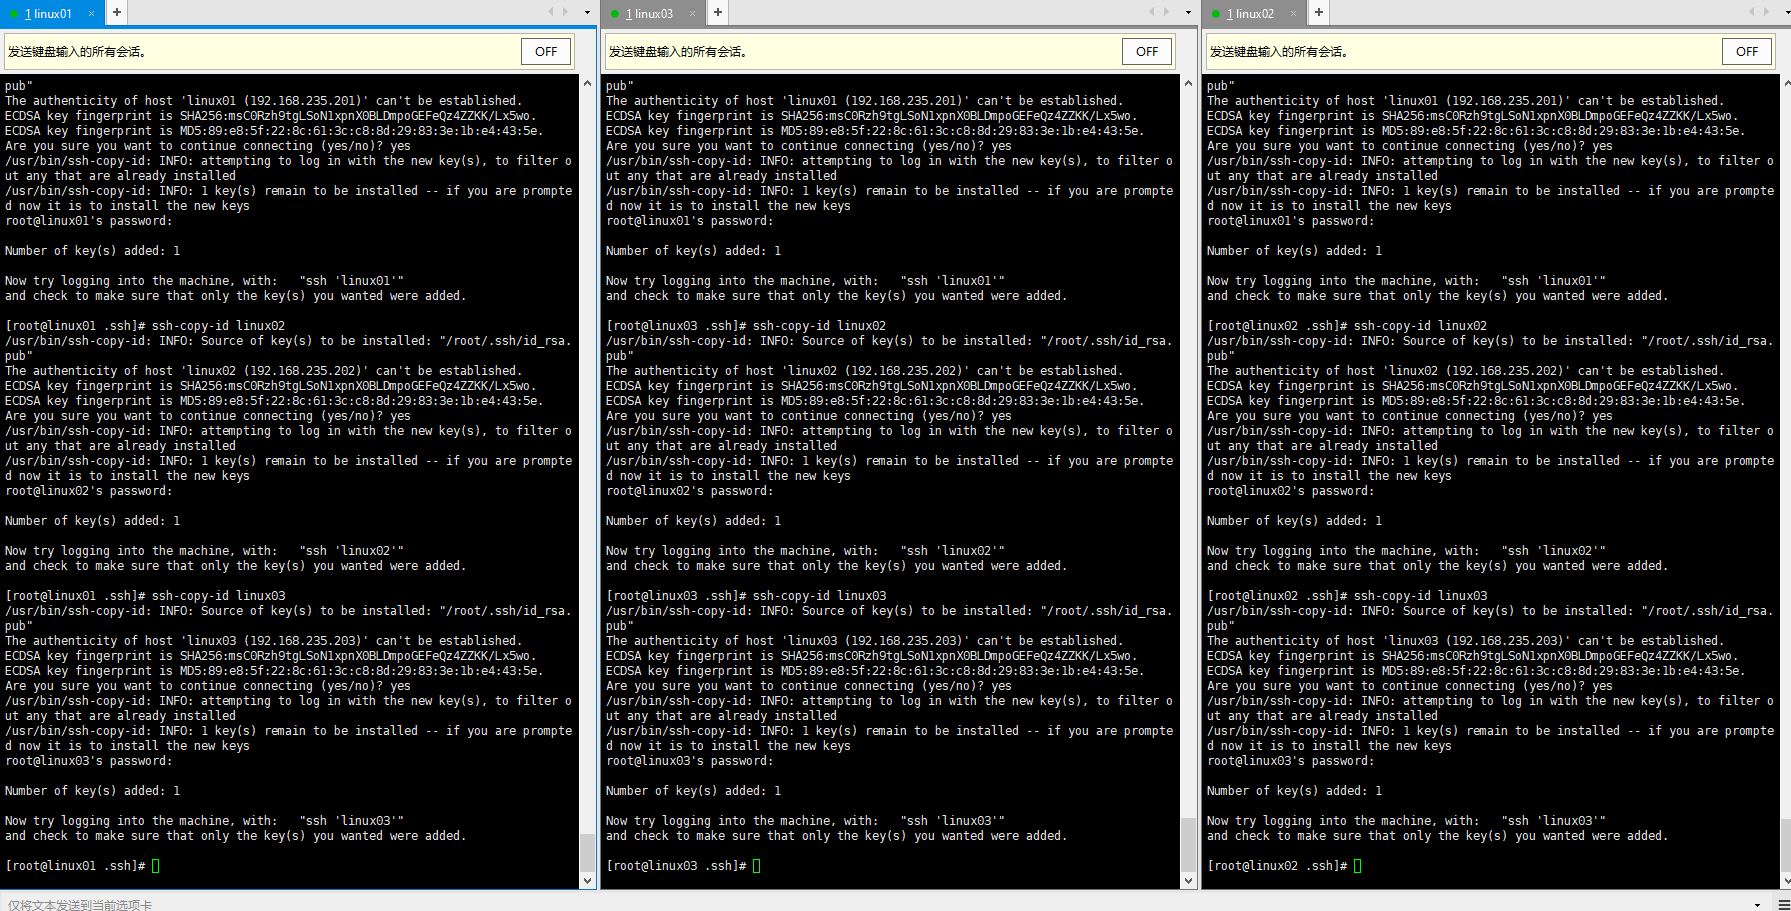 1 linux01
发送键盘输入的所有会话。
OFF
pub"
The authenticity of host 'linux01 (192.168.235.201)' can't be established.
ECDSA key fingerprint is SHA256:msC0Rzh9tgLSoN1xpnX0BLDmpoGEFeQz4ZZKK/Lx5wo.
ECDSA key fingerprint is MD5:89:e8:5f:22:8c:61:3c:c8:8d:29:83:3e:1b:e4:43:5e.
Are you sure you want to continue connecting (yes/no)? yes
/usr/bin/ssh-copy-id: INFO: attempting to log in with the new key(s), to filter o
ut any that are already installed
/usr/bin/ssh-copy-id: INFO: 1 key(s) remain to be installed -- if you are prompte
d now it is to install the new keys
root@linux01's password:
Number of key(s) added: 1
Now try logging into the machine, with:   "ssh 'linux01'"
and check to make sure that only the key(s) you wanted were added.
[root@linux01 .ssh]# ssh-copy-id linux02
/usr/bin/ssh-copy-id: INFO: Source of key(s) to be installed: "/root/.ssh/id_rsa.
pub"
The authenticity of host 'linux02 (192.168.235.202)' can't be established.
ECDSA key fingerprint is SHA256:msC0Rzh9tgLSoN1xpnX0BLDmpoGEFeQz4ZZKK/Lx5wo.
ECDSA key fingerprint is MD5:89:e8:5f:22:8c:61:3c:c8:8d:29:83:3e:1b:e4:43:5e.
Are you sure you want to continue connecting (yes/no)? yes
/usr/bin/ssh-copy-id: INFO: attempting to log in with the new key(s), to filter o
ut any that are already installed
/usr/bin/ssh-copy-id: INFO: 1 key(s) remain to be installed -- if you are prompte
d now it is to install the new keys
root@linux02's password:
Number of key(s) added: 1
Now try logging into the machine, with:   "ssh 'linux02'"
and check to make sure that only the key(s) you wanted were added.
[root@linux01 .ssh]# ssh-copy-id linux03
/usr/bin/ssh-copy-id: INFO: Source of key(s) to be installed: "/root/.ssh/id_rsa.
pub"
The authenticity of host 'linux03 (192.168.235.203)' can't be established.
ECDSA key fingerprint is SHA256:msC0Rzh9tgLSoN1xpnX0BLDmpoGEFeQz4ZZKK/Lx5wo.
ECDSA key fingerprint is MD5:89:e8:5f:22:8c:61:3c:c8:8d:29:83:3e:1b:e4:43:5e.
Are you sure you want to continue connecting (yes/no)? yes
/usr/bin/ssh-copy-id: INFO: attempting to log in with the new key(s), to filter o
ut any that are already installed
/usr/bin/ssh-copy-id: INFO: 1 key(s) remain to be installed -- if you are prompte
d now it is to install the new keys
root@linux03's password:
Number of key(s) added: 1
Now try logging into the machine, with:   "ssh 'linux03'"
and check to make sure that only the key(s) you wanted were added.
[root@linux01 .ssh]#
1 linux03
发送键盘输入的所有会话。
OFF
pub"
The authenticity of host 'linux01 (192.168.235.201)' can't be established.
ECDSA key fingerprint is SHA256:msC0Rzh9tgLSoN1xpnX0BLDmpoGEFeQz4ZZKK/Lx5wo.
ECDSA key fingerprint is MD5:89:e8:5f:22:8c:61:3c:c8:8d:29:83:3e:1b:e4:43:5e.
Are you sure you want to continue connecting (yes/no)? yes
/usr/bin/ssh-copy-id: INFO: attempting to log in with the new key(s), to filter o
ut any that are already installed
/usr/bin/ssh-copy-id: INFO: 1 key(s) remain to be installed -- if you are prompte
d now it is to install the new keys
root@linux01's password:
Number of key(s) added: 1
Now try logging into the machine, with:   "ssh 'linux01'"
and check to make sure that only the key(s) you wanted were added.
[root@linux03 .ssh]# ssh-copy-id linux02
/usr/bin/ssh-copy-id: INFO: Source of key(s) to be installed: "/root/.ssh/id_rsa.
pub"
The authenticity of host 'linux02 (192.168.235.202)' can't be established.
ECDSA key fingerprint is SHA256:msC0Rzh9tgLSoN1xpnX0BLDmpoGEFeQz4ZZKK/Lx5wo.
ECDSA key fingerprint is MD5:89:e8:5f:22:8c:61:3c:c8:8d:29:83:3e:1b:e4:43:5e.
Are you sure you want to continue connecting (yes/no)? yes
/usr/bin/ssh-copy-id: INFO: attempting to log in with the new key(s), to filter o
ut any that are already installed
/usr/bin/ssh-copy-id: INFO: 1 key(s) remain to be installed -- if you are prompte
d now it is to install the new keys
root@linux02's password:
Number of key(s) added: 1
Now try logging into the machine, with:   "ssh 'linux02'"
and check to make sure that only the key(s) you wanted were added.
[root@linux03 .ssh]# ssh-copy-id linux03
/usr/bin/ssh-copy-id: INFO: Source of key(s) to be installed: "/root/.ssh/id_rsa.
pub"
The authenticity of host 'linux03 (192.168.235.203)' can't be established.
ECDSA key fingerprint is SHA256:msC0Rzh9tgLSoN1xpnX0BLDmpoGEFeQz4ZZKK/Lx5wo.
ECDSA key fingerprint is MD5:89:e8:5f:22:8c:61:3c:c8:8d:29:83:3e:1b:e4:43:5e.
Are you sure you want to continue connecting (yes/no)? yes
/usr/bin/ssh-copy-id: INFO: attempting to log in with the new key(s), to filter o
ut any that are already installed
/usr/bin/ssh-copy-id: INFO: 1 key(s) remain to be installed -- if you are prompte
d now it is to install the new keys
root@linux03's password:
Number of key(s) added: 1
Now try logging into the machine, with:   "ssh 'linux03'"
and check to make sure that only the key(s) you wanted were added.
[root@linux03 .ssh]#
1 linux02
发送键盘输入的所有会话。
OFF
pub"
The authenticity of host 'linux01 (192.168.235.201)' can't be established.
ECDSA key fingerprint is SHA256:msC0Rzh9tgLSoN1xpnX0BLDmpoGEFeQz4ZZKK/Lx5wo.
ECDSA key fingerprint is MD5:89:e8:5f:22:8c:61:3c:c8:8d:29:83:3e:1b:e4:43:5e.
Are you sure you want to continue connecting (yes/no)? yes
/usr/bin/ssh-copy-id: INFO: attempting to log in with the new key(s), to filter o
ut any that are already installed
/usr/bin/ssh-copy-id: INFO: 1 key(s) remain to be installed -- if you are prompte
d now it is to install the new keys
root@linux01's password:
Number of key(s) added: 1
Now try logging into the machine, with:   "ssh 'linux01'"
and check to make sure that only the key(s) you wanted were added.
[root@linux02 .ssh]# ssh-copy-id linux02
/usr/bin/ssh-copy-id: INFO: Source of key(s) to be installed: "/root/.ssh/id_rsa.
pub"
The authenticity of host 'linux02 (192.168.235.202)' can't be established.
ECDSA key fingerprint is SHA256:msC0Rzh9tgLSoN1xpnX0BLDmpoGEFeQz4ZZKK/Lx5wo.
ECDSA key fingerprint is MD5:89:e8:5f:22:8c:61:3c:c8:8d:29:83:3e:1b:e4:43:5e.
Are you sure you want to continue connecting (yes/no)? yes
/usr/bin/ssh-copy-id: INFO: attempting to log in with the new key(s), to filter o
ut any that are already installed
/usr/bin/ssh-copy-id: INFO: 1 key(s) remain to be installed -- if you are prompte
d now it is to install the new keys
root@linux02's password:
Number of key(s) added: 1
Now try logging into the machine, with:   "ssh 'linux02'"
and check to make sure that only the key(s) you wanted were added.
[root@linux02 .ssh]# ssh-copy-id linux03
/usr/bin/ssh-copy-id: INFO: Source of key(s) to be installed: "/root/.ssh/id_rsa.
pub"
The authenticity of host 'linux03 (192.168.235.203)' can't be established.
ECDSA key fingerprint is SHA256:msC0Rzh9tgLSoN1xpnX0BLDmpoGEFeQz4ZZKK/Lx5wo.
ECDSA key fingerprint is MD5:89:e8:5f:22:8c:61:3c:c8:8d:29:83:3e:1b:e4:43:5e.
Are you sure you want to continue connecting (yes/no)? yes
/usr/bin/ssh-copy-id: INFO: attempting to log in with the new key(s), to filter o
ut any that are already installed
/usr/bin/ssh-copy-id: INFO: 1 key(s) remain to be installed -- if you are prompte
d now it is to install the new keys
root@linux03's password:
Number of key(s) added: 1
Now try logging into the machine, with:   "ssh 'linux03'"
and check to make sure that only the key(s) you wanted were added.
[root@linux02 .ssh]#
仅将文本发送到当前选项卡